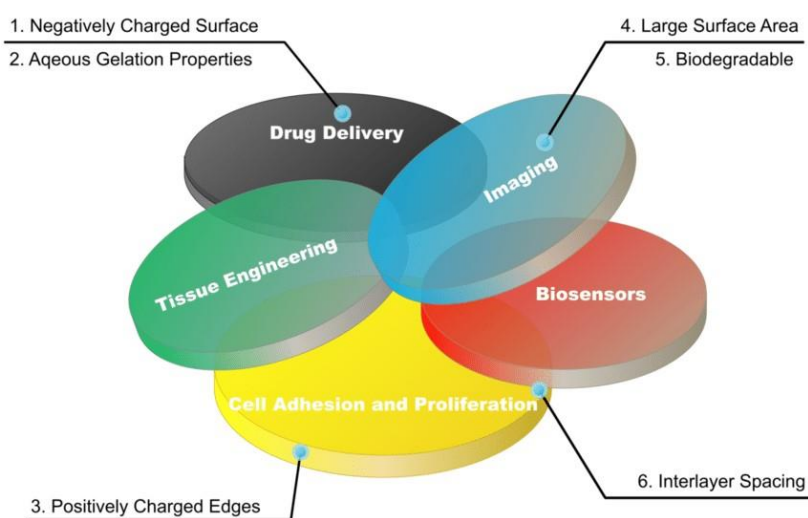 1. Negatively Charged Surface
2. Aqeous Gelation Properties
4. Large Surface Area
5. Biodegradable
Drug Delivery
Imaging
Tissue Engineering
Biosensors
Cell Adhesion and Proliferation
3. Positively Charged Edges
6. Interlayer Spacing